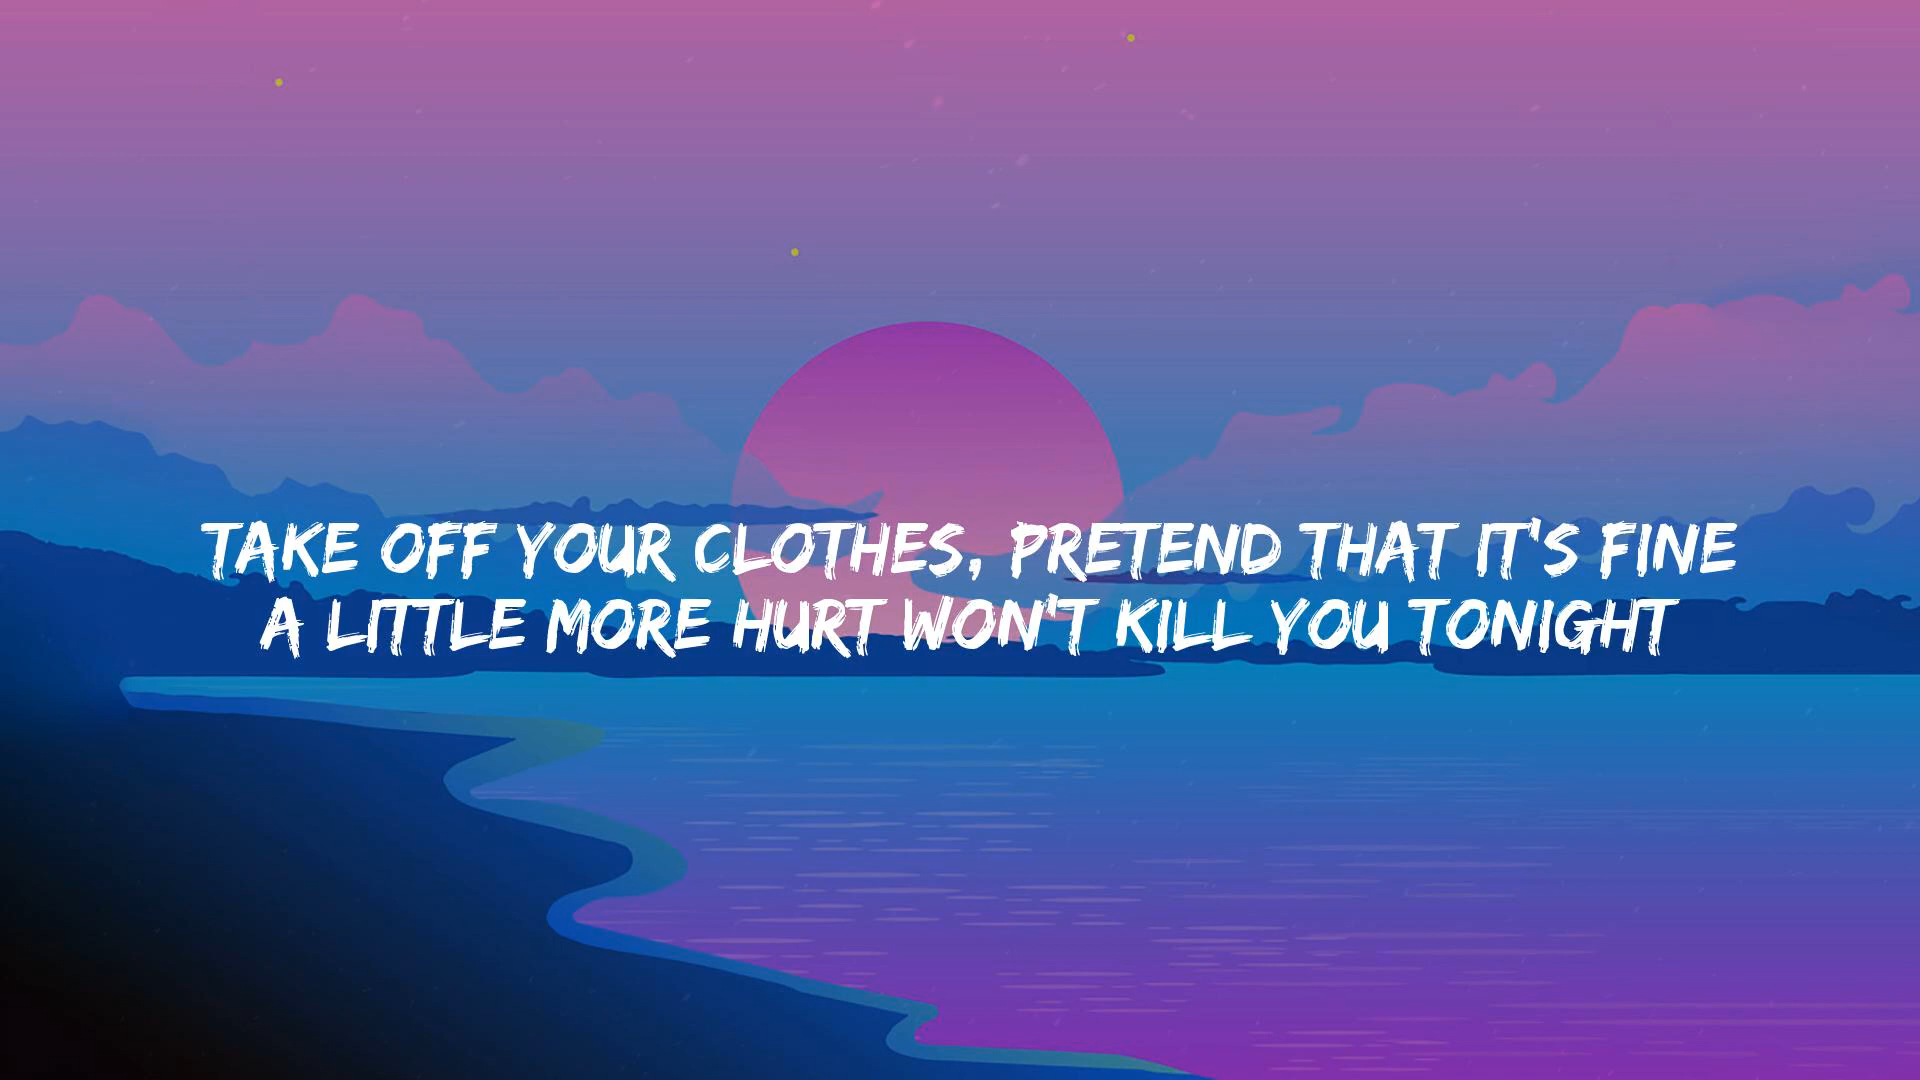 TAKE OFF YOUR CLOTHES, PRETEND THAT IT'S FINE
A LITTLE MORE HURT WON'T KILL YOU TONIGHT